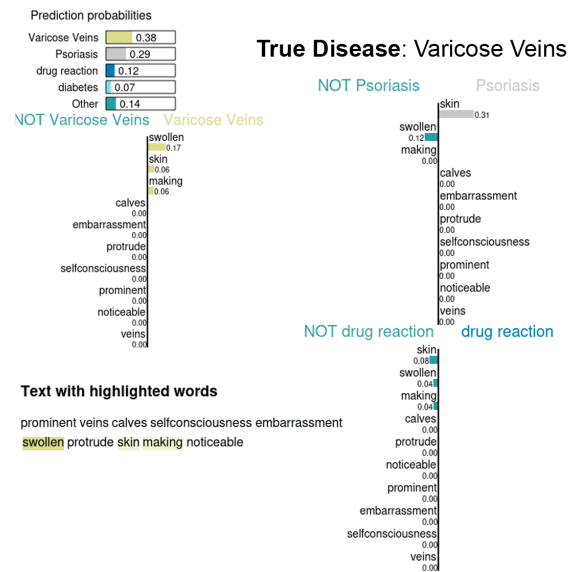 Prediction probabilities
Varicose Veins 0.38
Psoriasis 0.29
drug reaction 0.12
diabetes 0.07
Other 0.14
True Disease: Varicose Veins
NOT Varicose Veins Varicose Veins
swollen
0.17
skin
0.06
making
0.06
calves
0.00
embarrassment
0.00
protrude
0.00
selfconsciousness
0.00
prominent
0.00
noticeable
0.00
veins
0.00
NOT Psoriasis Psoriasis
skin
0.31
swollen
0.12
making
0.00
calves
0.00
embarrassment
0.00
protrude
0.00
selfconsciousness
0.00
prominent
0.00
noticeable
0.00
veins
0.00
NOT drug reaction drug reaction
skin
0.08
swollen
0.04
making
0.04
calves
0.00
protrude
0.00
noticeable
0.00
prominent
0.00
embarrassment
0.00
selfconsciousness
0.00
veins
0.00
Text with highlighted words
prominent veins calves selfconsciousness embarrassment
swollen protrude skin making noticeable